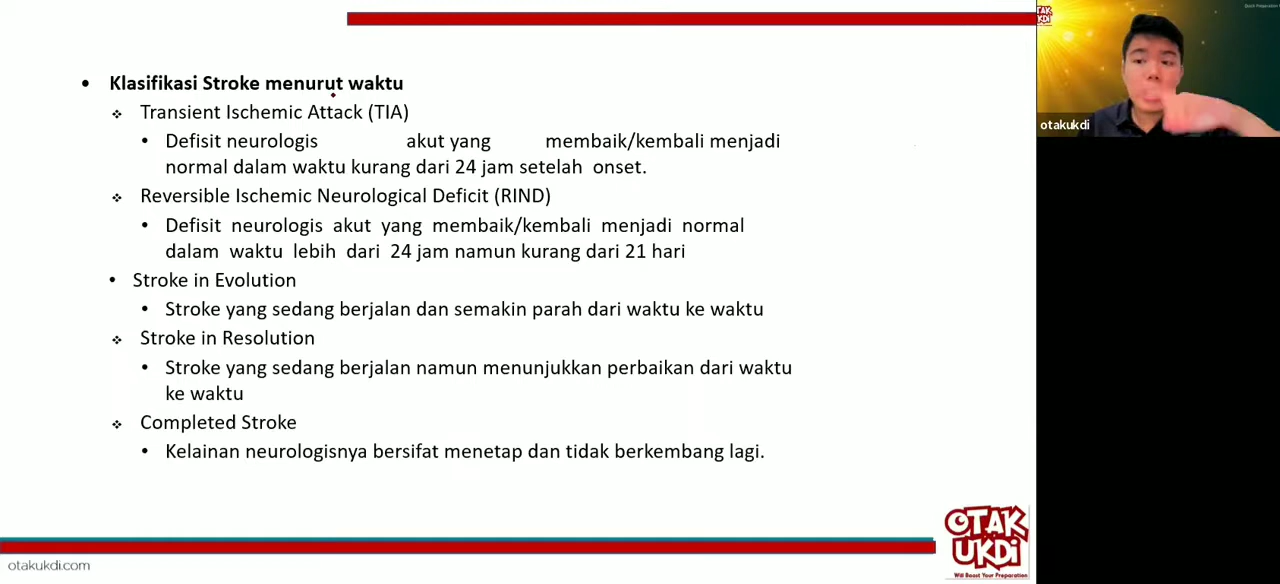 Klasifikasi Stroke menurut waktu
Transient Ischemic Attack (TIA)
Defisit neurologis akut yang membaik/kembali menjadi
normal dalam waktu kurang dari 24 jam setelah onset.
Reversible Ischemic Neurological Deficit (RIND)
Defisit neurologis akut yang membaik/kembali menjadi normal
dalam waktu lebih dari 24 jam namun kurang dari 21 hari
Stroke in Evolution
Stroke yang sedang berjalan dan semakin parah dari waktu ke waktu
Stroke in Resolution
Stroke yang sedang berjalan namun menunjukkan perbaikan dari waktu
ke waktu
Completed Stroke
Kelainan neurologisnya bersifat menetap dan tidak berkembang lagi.
otakukdi
OTAK
UKDi
Will Boost Your Preparation
otakukdi.com